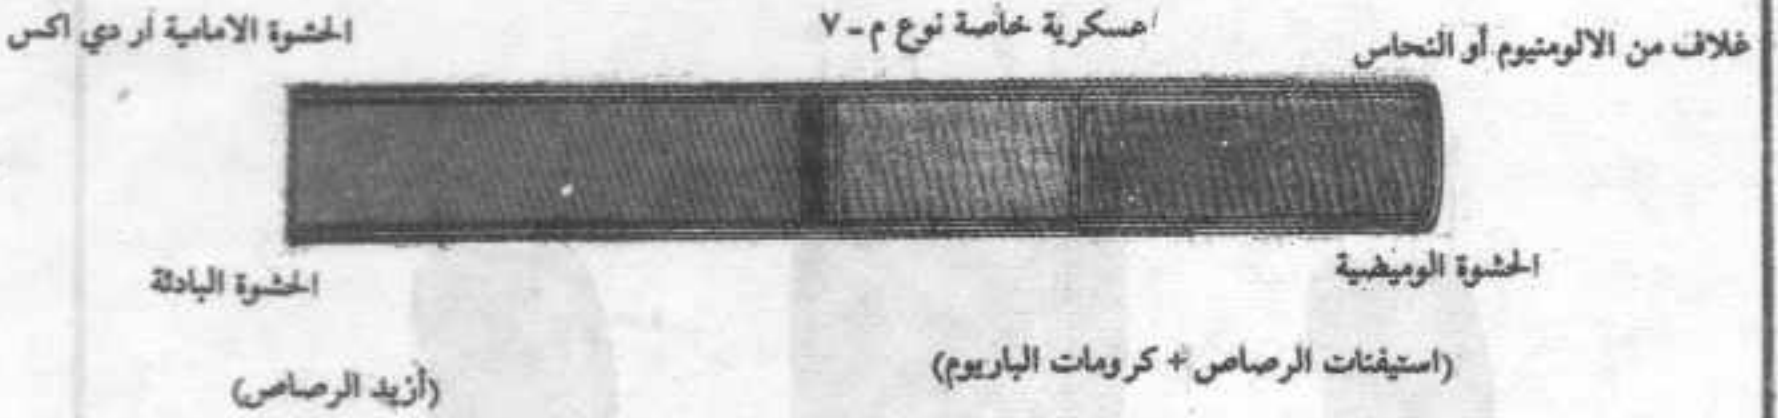 عسكرية خاصة نوع م - ٧
غلاف من الالومنيوم أو النحاس
الحشوة الامامية أر دي اكس
الحشوة الوميضية
الحشوة البادئة
(استيفنات الرصاص + كرومات الباريوم)
(أزيد الرصاص)